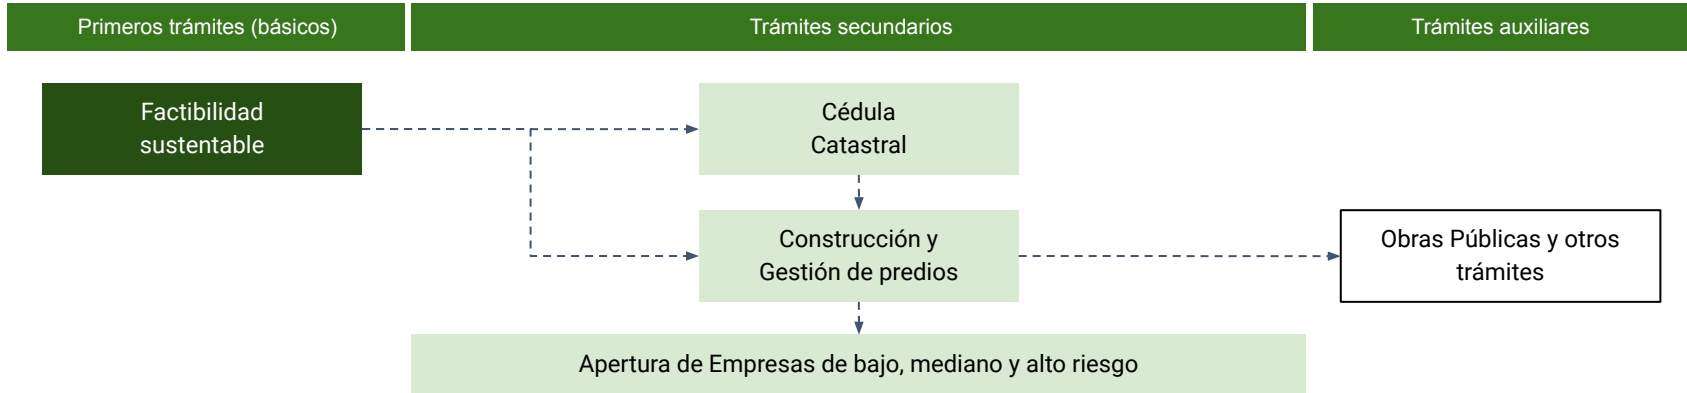 Primeros trámites (básicos)
Trámites secundarios
Trámites auxiliares
Factibilidad
sustentable
Cédula
Catastral
Construcción y
Gestión de predios
Obras Públicas y otros
trámites
Apertura de Empresas de bajo, mediano y alto riesgo